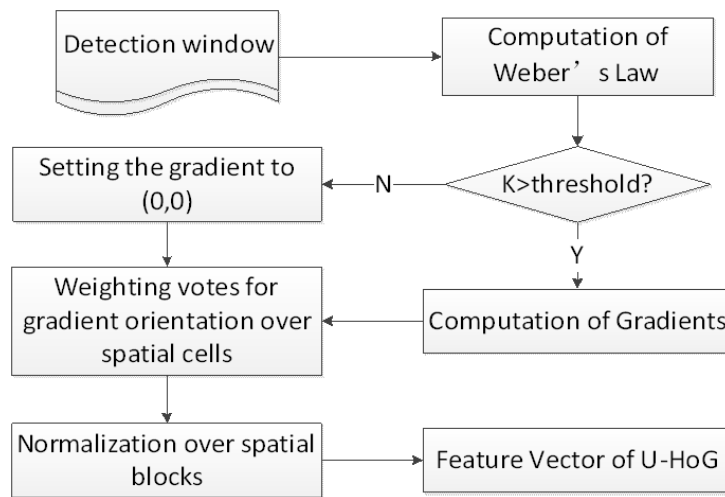 Detection window
Computation of
Weber’s Law
K>threshold?
N
Setting the gradient to
(0,0)
Y
Weighting votes for
gradient orientation over
spatial cells
Computation of Gradients
Normalization over spatial
blocks
Feature Vector of U-HoG